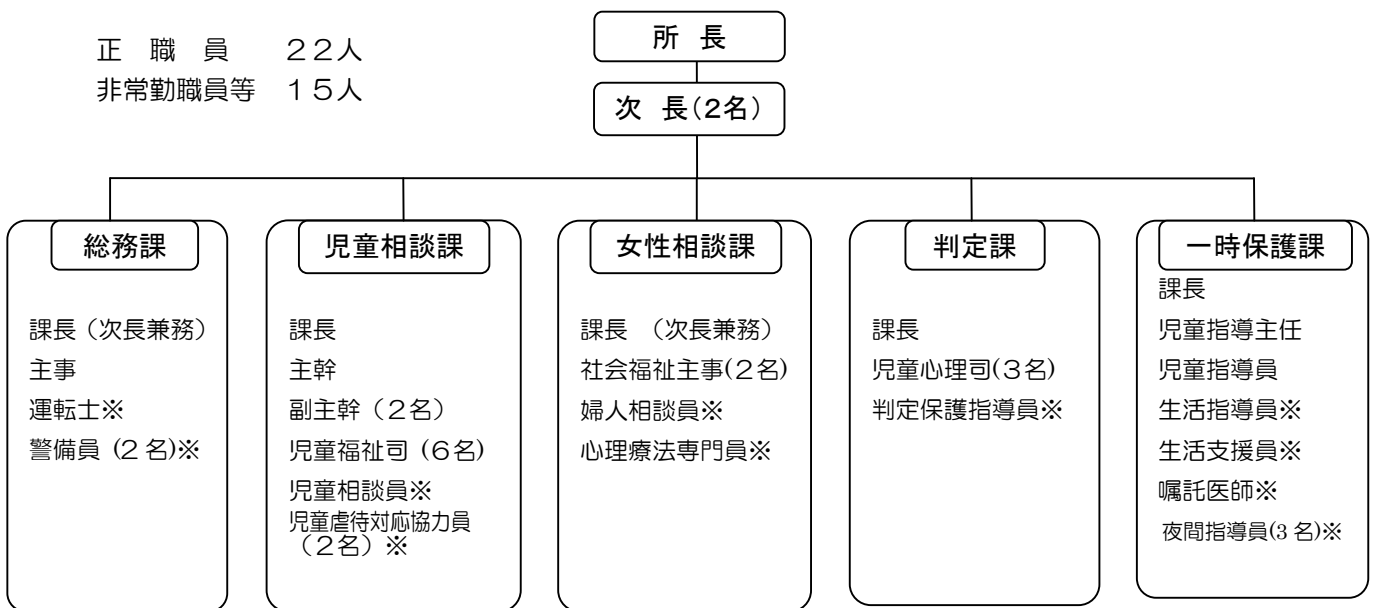 正　職　員　　２２人
非常勤職員等　１５人
所 長
次 長(2名)
総務課
課長（次長兼務）
主事
運転士※
警備員 (2 名)※
児童相談課
課長
主幹
副主幹（２名）
児童福祉司（6名）
児童相談員※
児童虐待対応協力員
（２名）※
女性相談課
課長　（次長兼務）
社会福祉主事(２名)
婦人相談員※
心理療法専門員※
判定課
課長
児童心理司(３名)
判定保護指導員※
一時保護課
課長
児童指導主任
児童指導員
生活指導員※
生活支援員※
嘱託医師※
夜間指導員(3 名)※